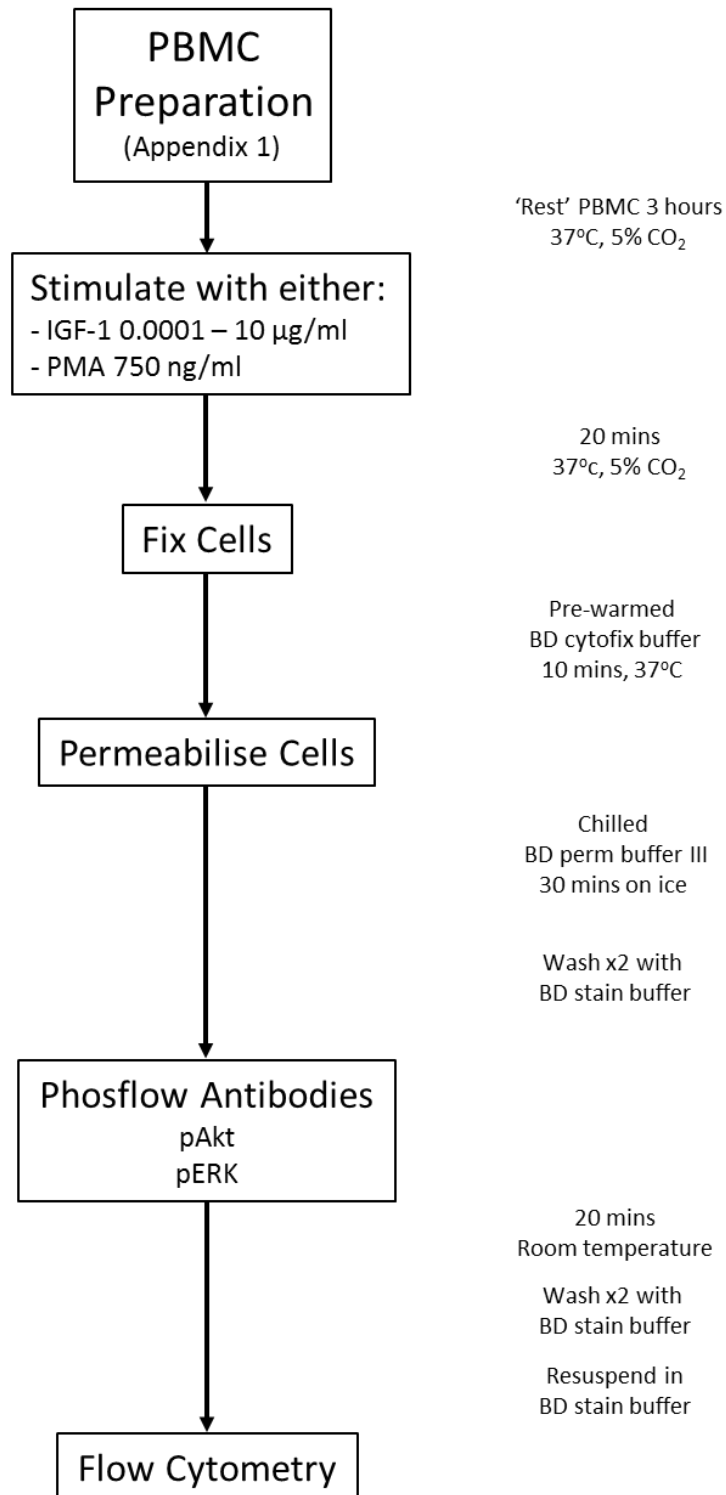 PBMC
Preparation
(Appendix 1)
‘Rest’ PBMC 3 hours
37ºC, 5% CO₂
Stimulate with either:
- IGF-1 0.0001 – 10 µg/ml
- PMA 750 ng/ml
20 mins
37ºc, 5% CO₂
Fix Cells
Pre-warmed
BD cytofix buffer
10 mins, 37ºC
Permeabilise Cells
Chilled
BD perm buffer III
30 mins on ice
Wash x2 with
BD stain buffer
Phosflow Antibodies
pAkt
pERK
20 mins
Room temperature
Wash x2 with
BD stain buffer
Resuspend in
BD stain buffer
Flow Cytometry